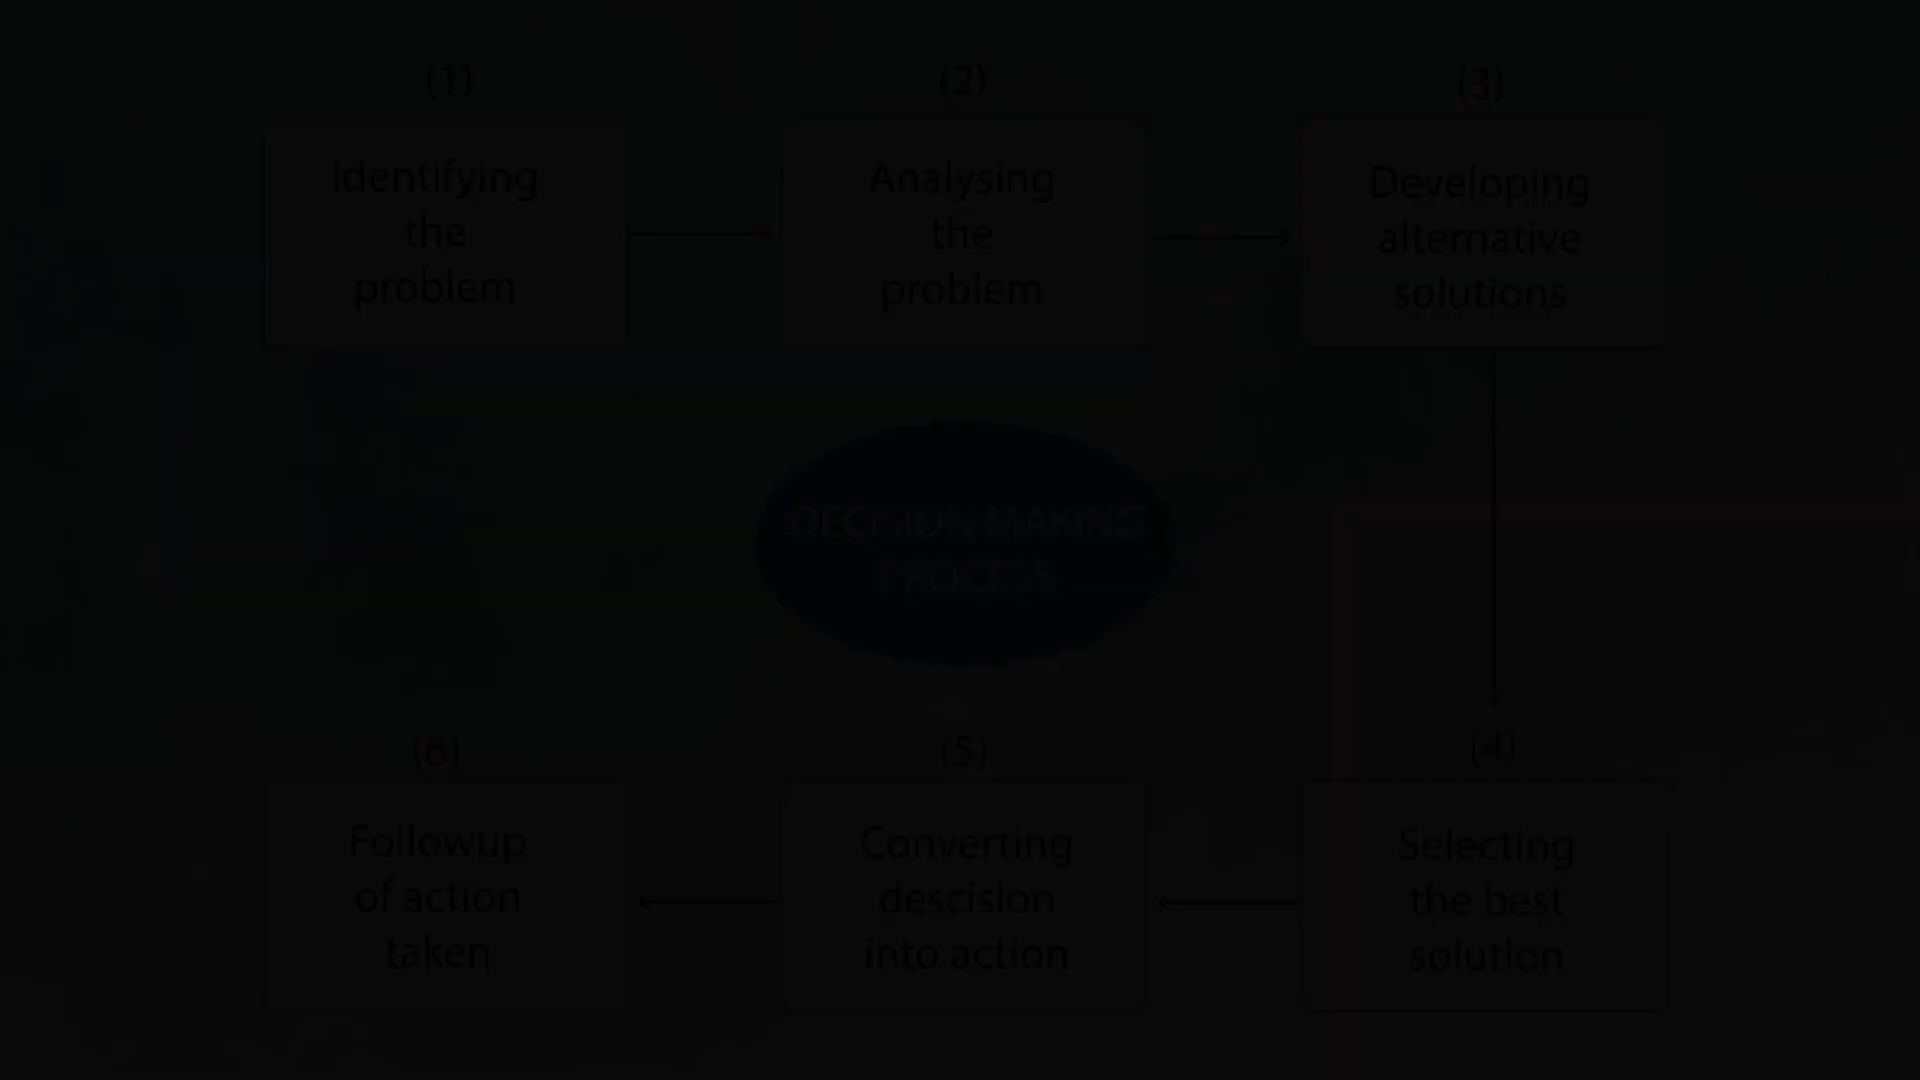 (1)
Identifying
the
problem
(2)
Analysing
the
problem
(3)
Developing
alternative
solutions
DECISION MAKING
PROCESS
(4)
Selecting
the best
solution
(5)
Converting
descision
into action
(6)
Followup
of action
taken